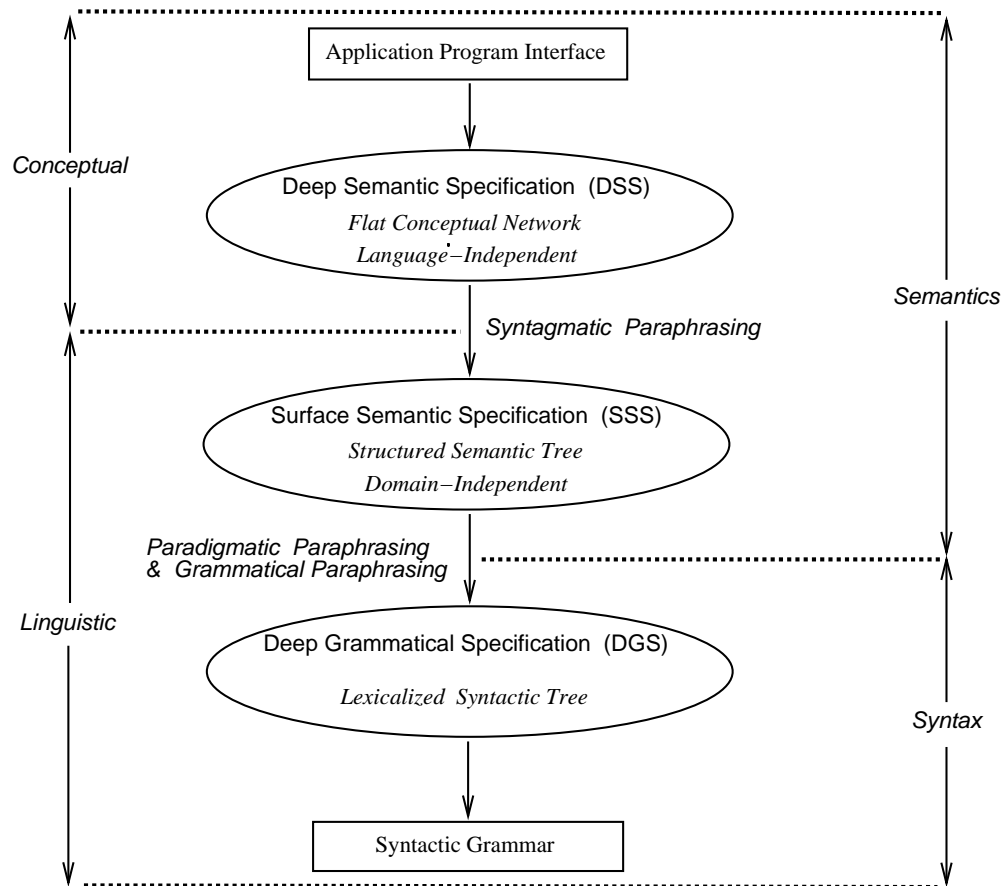 Application Program Interface
Conceptual
Deep Semantic Specification (DSS)
Flat Conceptual Network
Language-Independent
Semantics
Syntagmatic Paraphrasing
Surface Semantic Specification (SSS)
Structured Semantic Tree
Domain-Independent
Paradigmatic Paraphrasing
& Grammatical Paraphrasing
Linguistic
Deep Grammatical Specification (DGS)
Lexicalized Syntactic Tree
Syntax
Syntactic Grammar